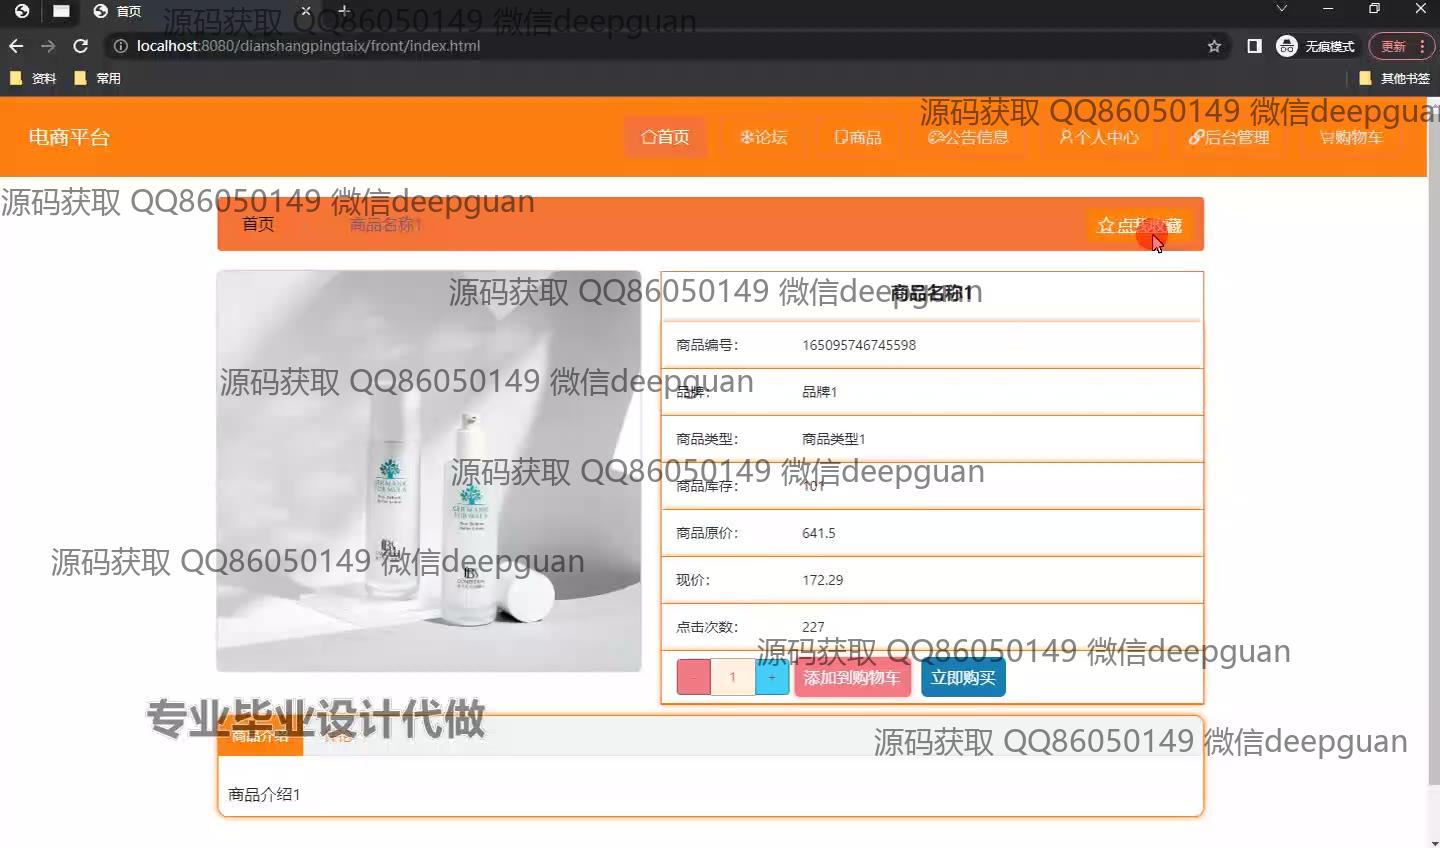 首页
源码获取 QQ86050149 微信deepguan
localhost:8080/dianshangpingtaix/front/index.html
无痕模式
更新
资料
常用
其他书签
源码获取 QQ86050149 微信deepguan
电商平台
首页
论坛
商品
公告信息
个人中心
后台管理
购物车
源码获取 QQ86050149 微信deepguan
首页
商品名称1
点我收藏
源码获取 QQ86050149 微信deepguan
商品名称1
商品编号: 165095746745598
源码获取 QQ86050149 微信deepguan
品牌: 品牌1
商品类型: 商品类型1
源码获取 QQ86050149 微信deepguan
商品库存: 101
商品原价: 641.5
源码获取 QQ86050149 微信deepguan
现价: 172.29
点击次数: 227
源码获取 QQ86050149 微信deepguan
- 1 + 添加到购物车 立即购买
专业毕业设计代做
商品介绍
评论
源码获取 QQ86050149 微信deepguan
商品介绍1